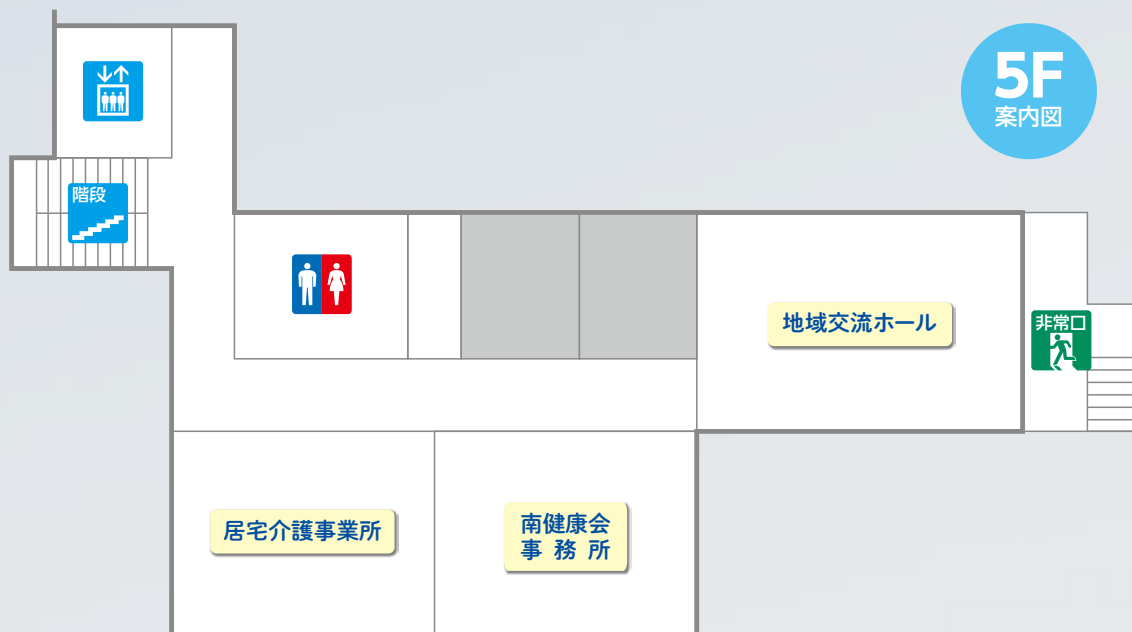 5F
案内図
階段
地域交流ホール
非常口
居宅介護事業所
南健康会
事務所